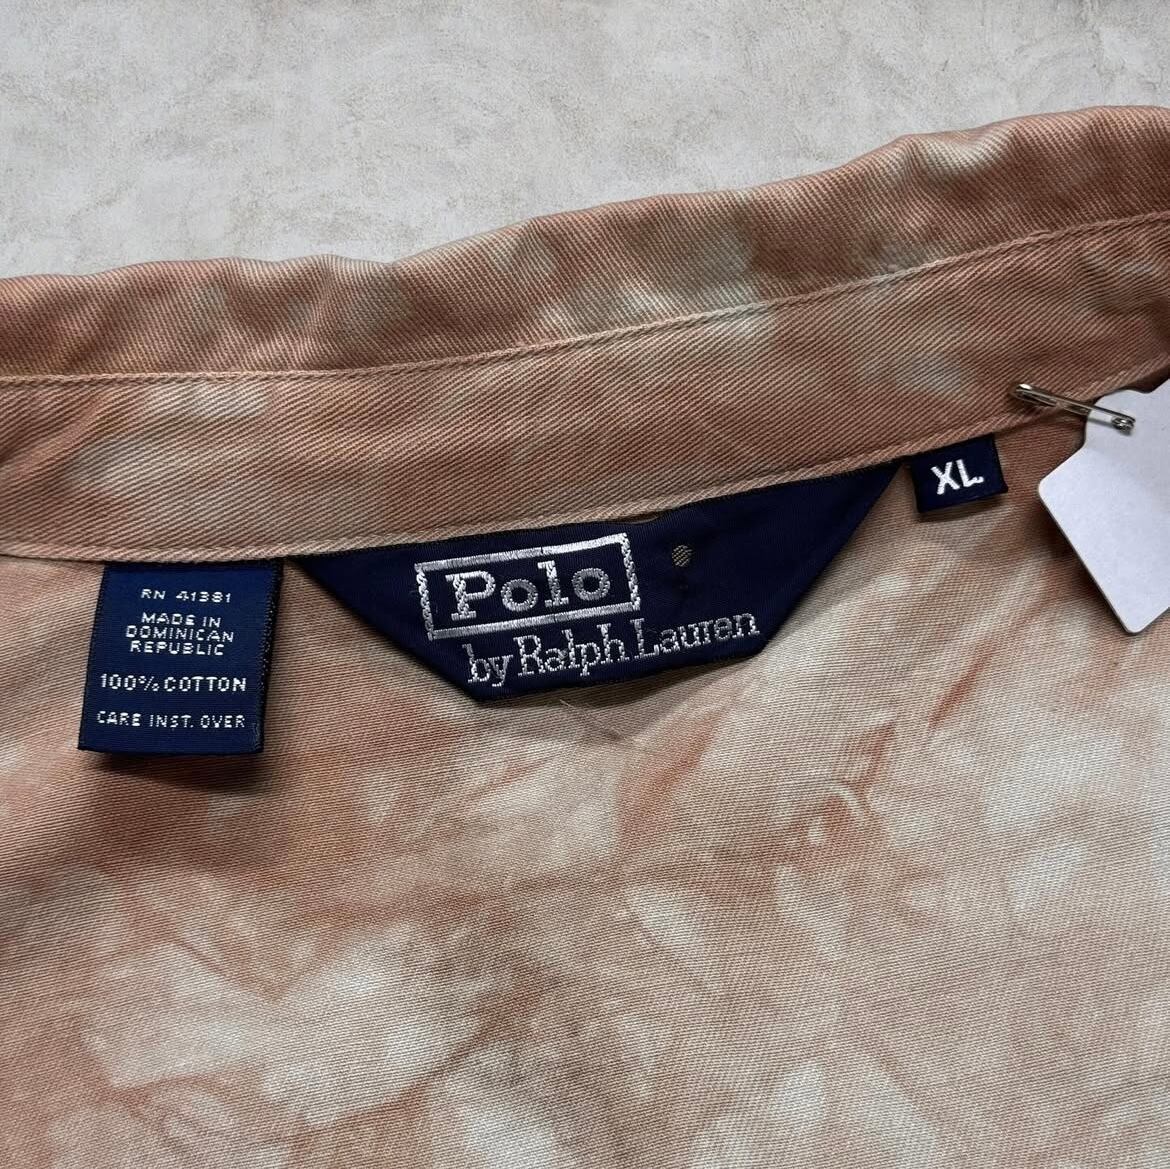 RN 41381
MADE IN
DOMINICAN
REPUBLIC
100% COTTON
CARE INST. OVER
Polo
by Ralph Lauren
XL